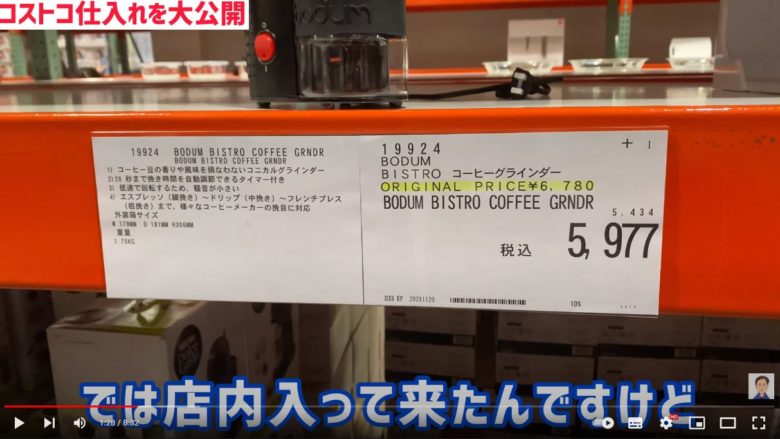 コストコ仕入れを大公開
BODUM
19924 BODUM BISTRO COFFEE GRNDR
BODUM BISTRO COFFEE GRNDR
1) コーヒー豆の香りや風味を損なわないコニカルグラインダー
2) 20 秒まで挽き時間を自動調節できるタイマー付き
3) 低速で回転するため、騒音が小さい
4) エスプレッソ（細挽き）～ドリップ（中挽き）～フレンチプレス
（粗挽き）まで、様々なコーヒーメーカーの挽目に対応
外装箱サイズ
W 179MM D 181MM H306MM
重量
1.75KG
19924
BODUM
BISTRO コーヒーグラインダー
ORIGINAL PRICE¥6,780
BODUM BISTRO COFFEE GRNDR
5.434
税込 5,977
10%
では店内入って来たんですけど
1:28 / 8:32